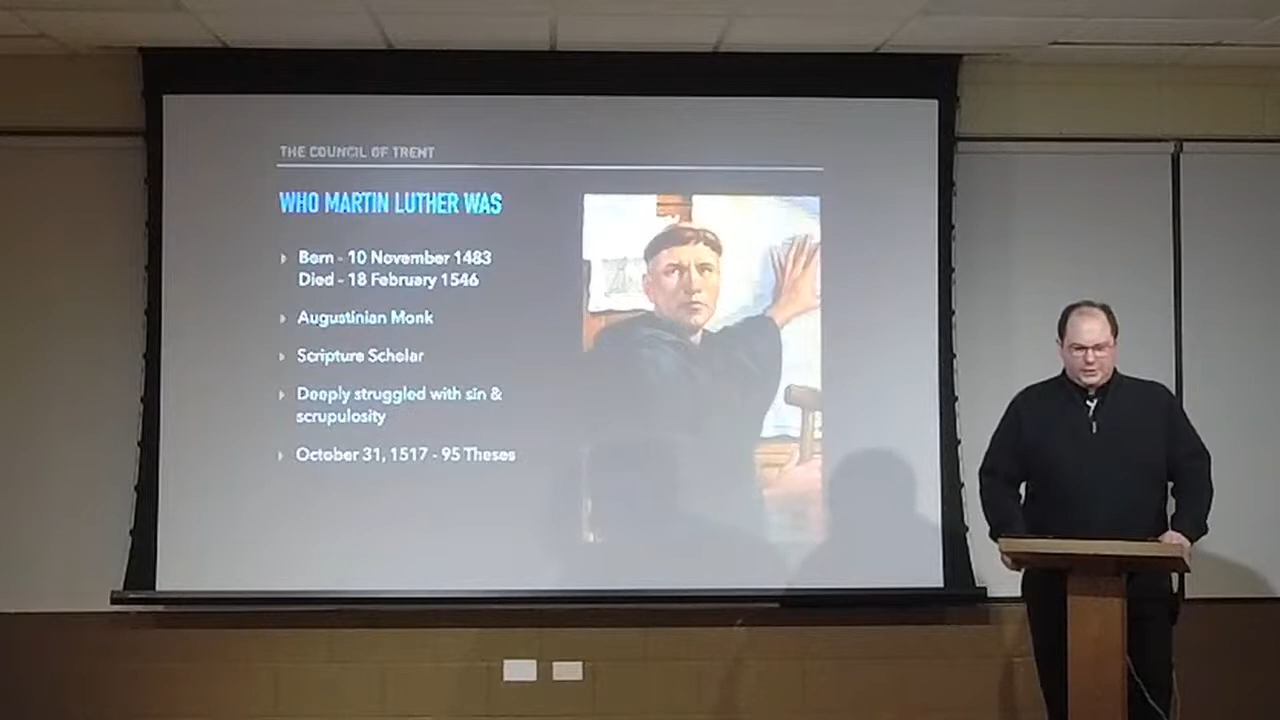 THE COUNCIL OF TRENT
WHO MARTIN LUTHER WAS
Born - 10 November 1483
Died - 18 February 1546
Augustinian Monk
Scripture Scholar
Deeply struggled with sin &
scrupulosity
October 31, 1517 - 95 Theses